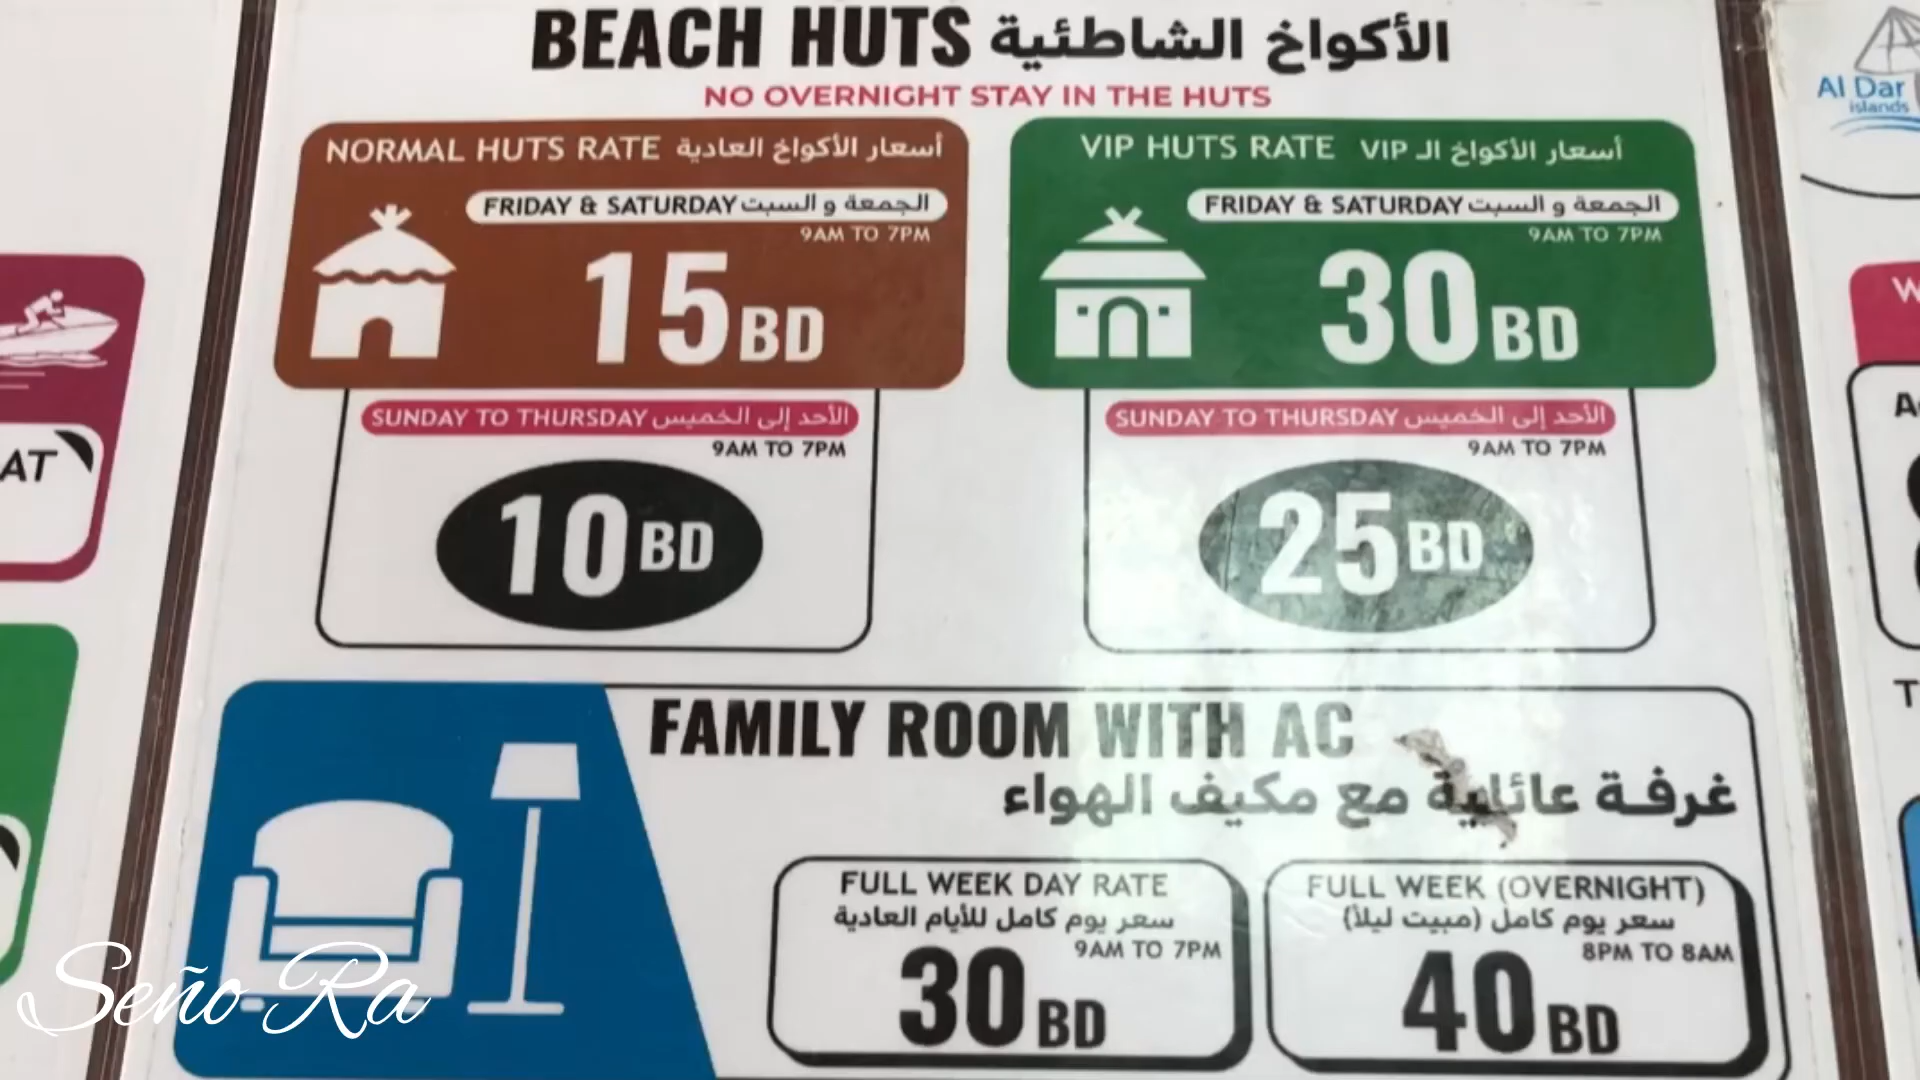 BEACH HUTS الأكواخ الشاطئية
NO OVERNIGHT STAY IN THE HUTS
NORMAL HUTS RATE أسعار الأكواخ العادية
FRIDAY & SATURDAY الجمعة و السبت
9AM TO 7PM
15 BD
SUNDAY TO THURSDAY الأحد إلى الخميس
9AM TO 7PM
10 BD
VIP HUTS RATE أسعار الأكواخ الـ VIP
FRIDAY & SATURDAY الجمعة و السبت
9AM TO 7PM
30 BD
SUNDAY TO THURSDAY الأحد إلى الخميس
9AM TO 7PM
25 BD
FAMILY ROOM WITH AC
غرفة عائلية مع مكيف الهواء
FULL WEEK DAY RATE
سعر يوم كامل للأيام العادية
9AM TO 7PM
30 BD
FULL WEEK (OVERNIGHT)
سعر يوم كامل (مبيت ليلاً)
8PM TO 8AM
40 BD
Al Dar
islands
Seño Ra